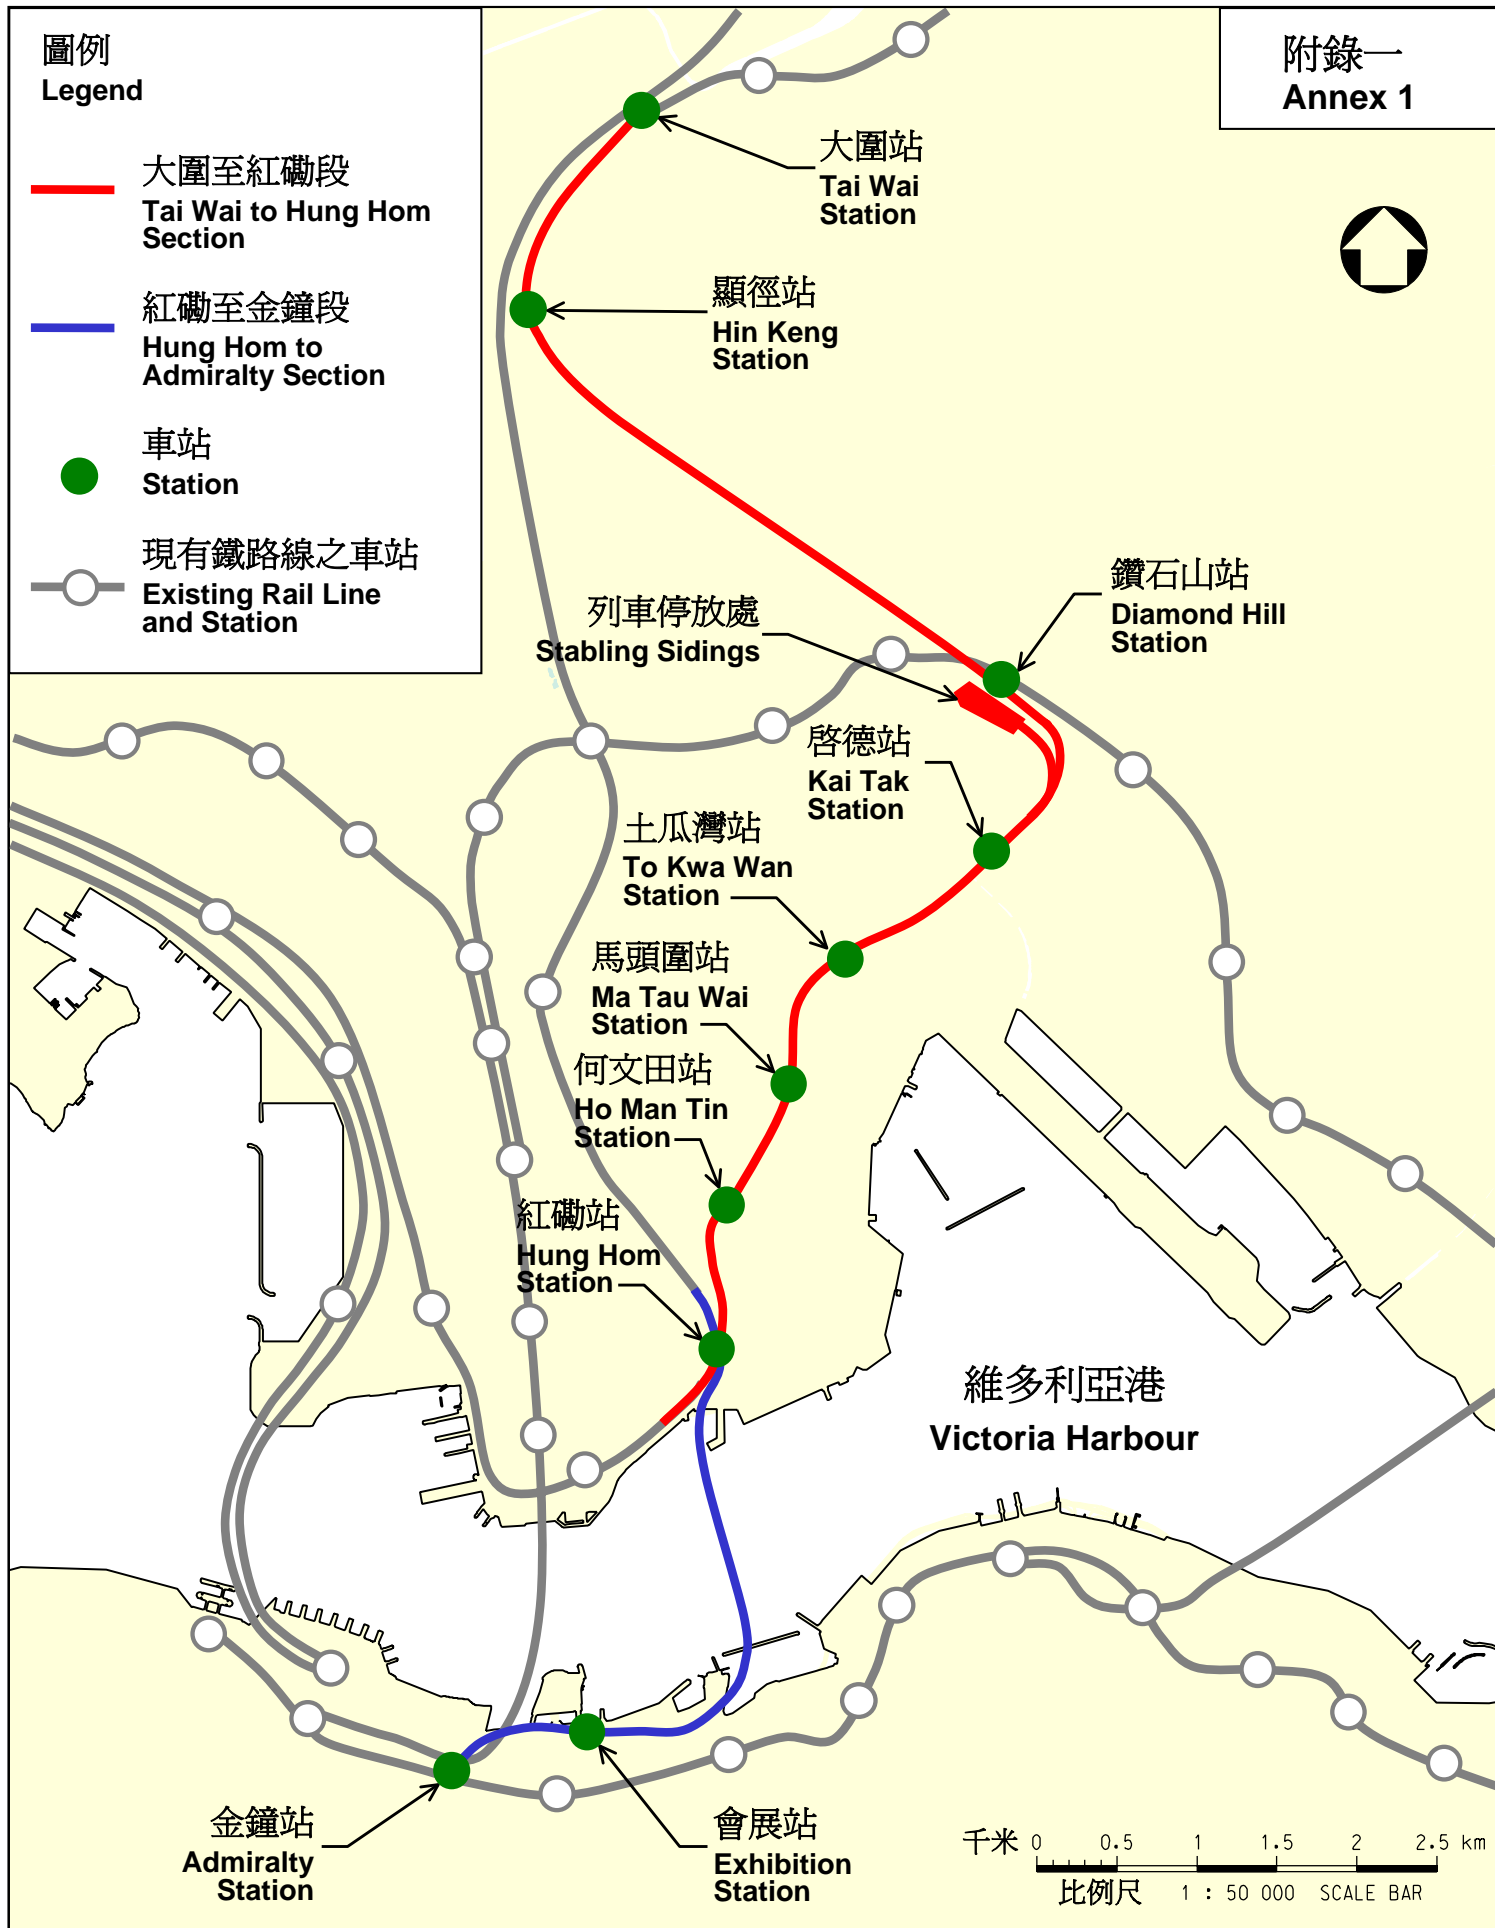 圖例
Legend
大圍至紅磡段
Tai Wai to Hung Hom
Section
紅磡至金鐘段
Hung Hom to
Admiralty Section
車站
Station
現有鐵路線之車站
Existing Rail Line
and Station
附錄一
Annex 1
大圍站
Tai Wai
Station
顯徑站
Hin Keng
Station
鑽石山站
Diamond Hill
Station
列車停放處
Stabling Sidings
啓德站
Kai Tak
Station
土瓜灣站
To Kwa Wan
Station
馬頭圍站
Ma Tau Wai
Station
何文田站
Ho Man Tin
Station
紅磡站
Hung Hom
Station
維多利亞港
Victoria Harbour
金鐘站
Admiralty
Station
會展站
Exhibition
Station
千米 0 0.5 1 1.5 2 2.5 km
比例尺 1 : 50 000 SCALE BAR